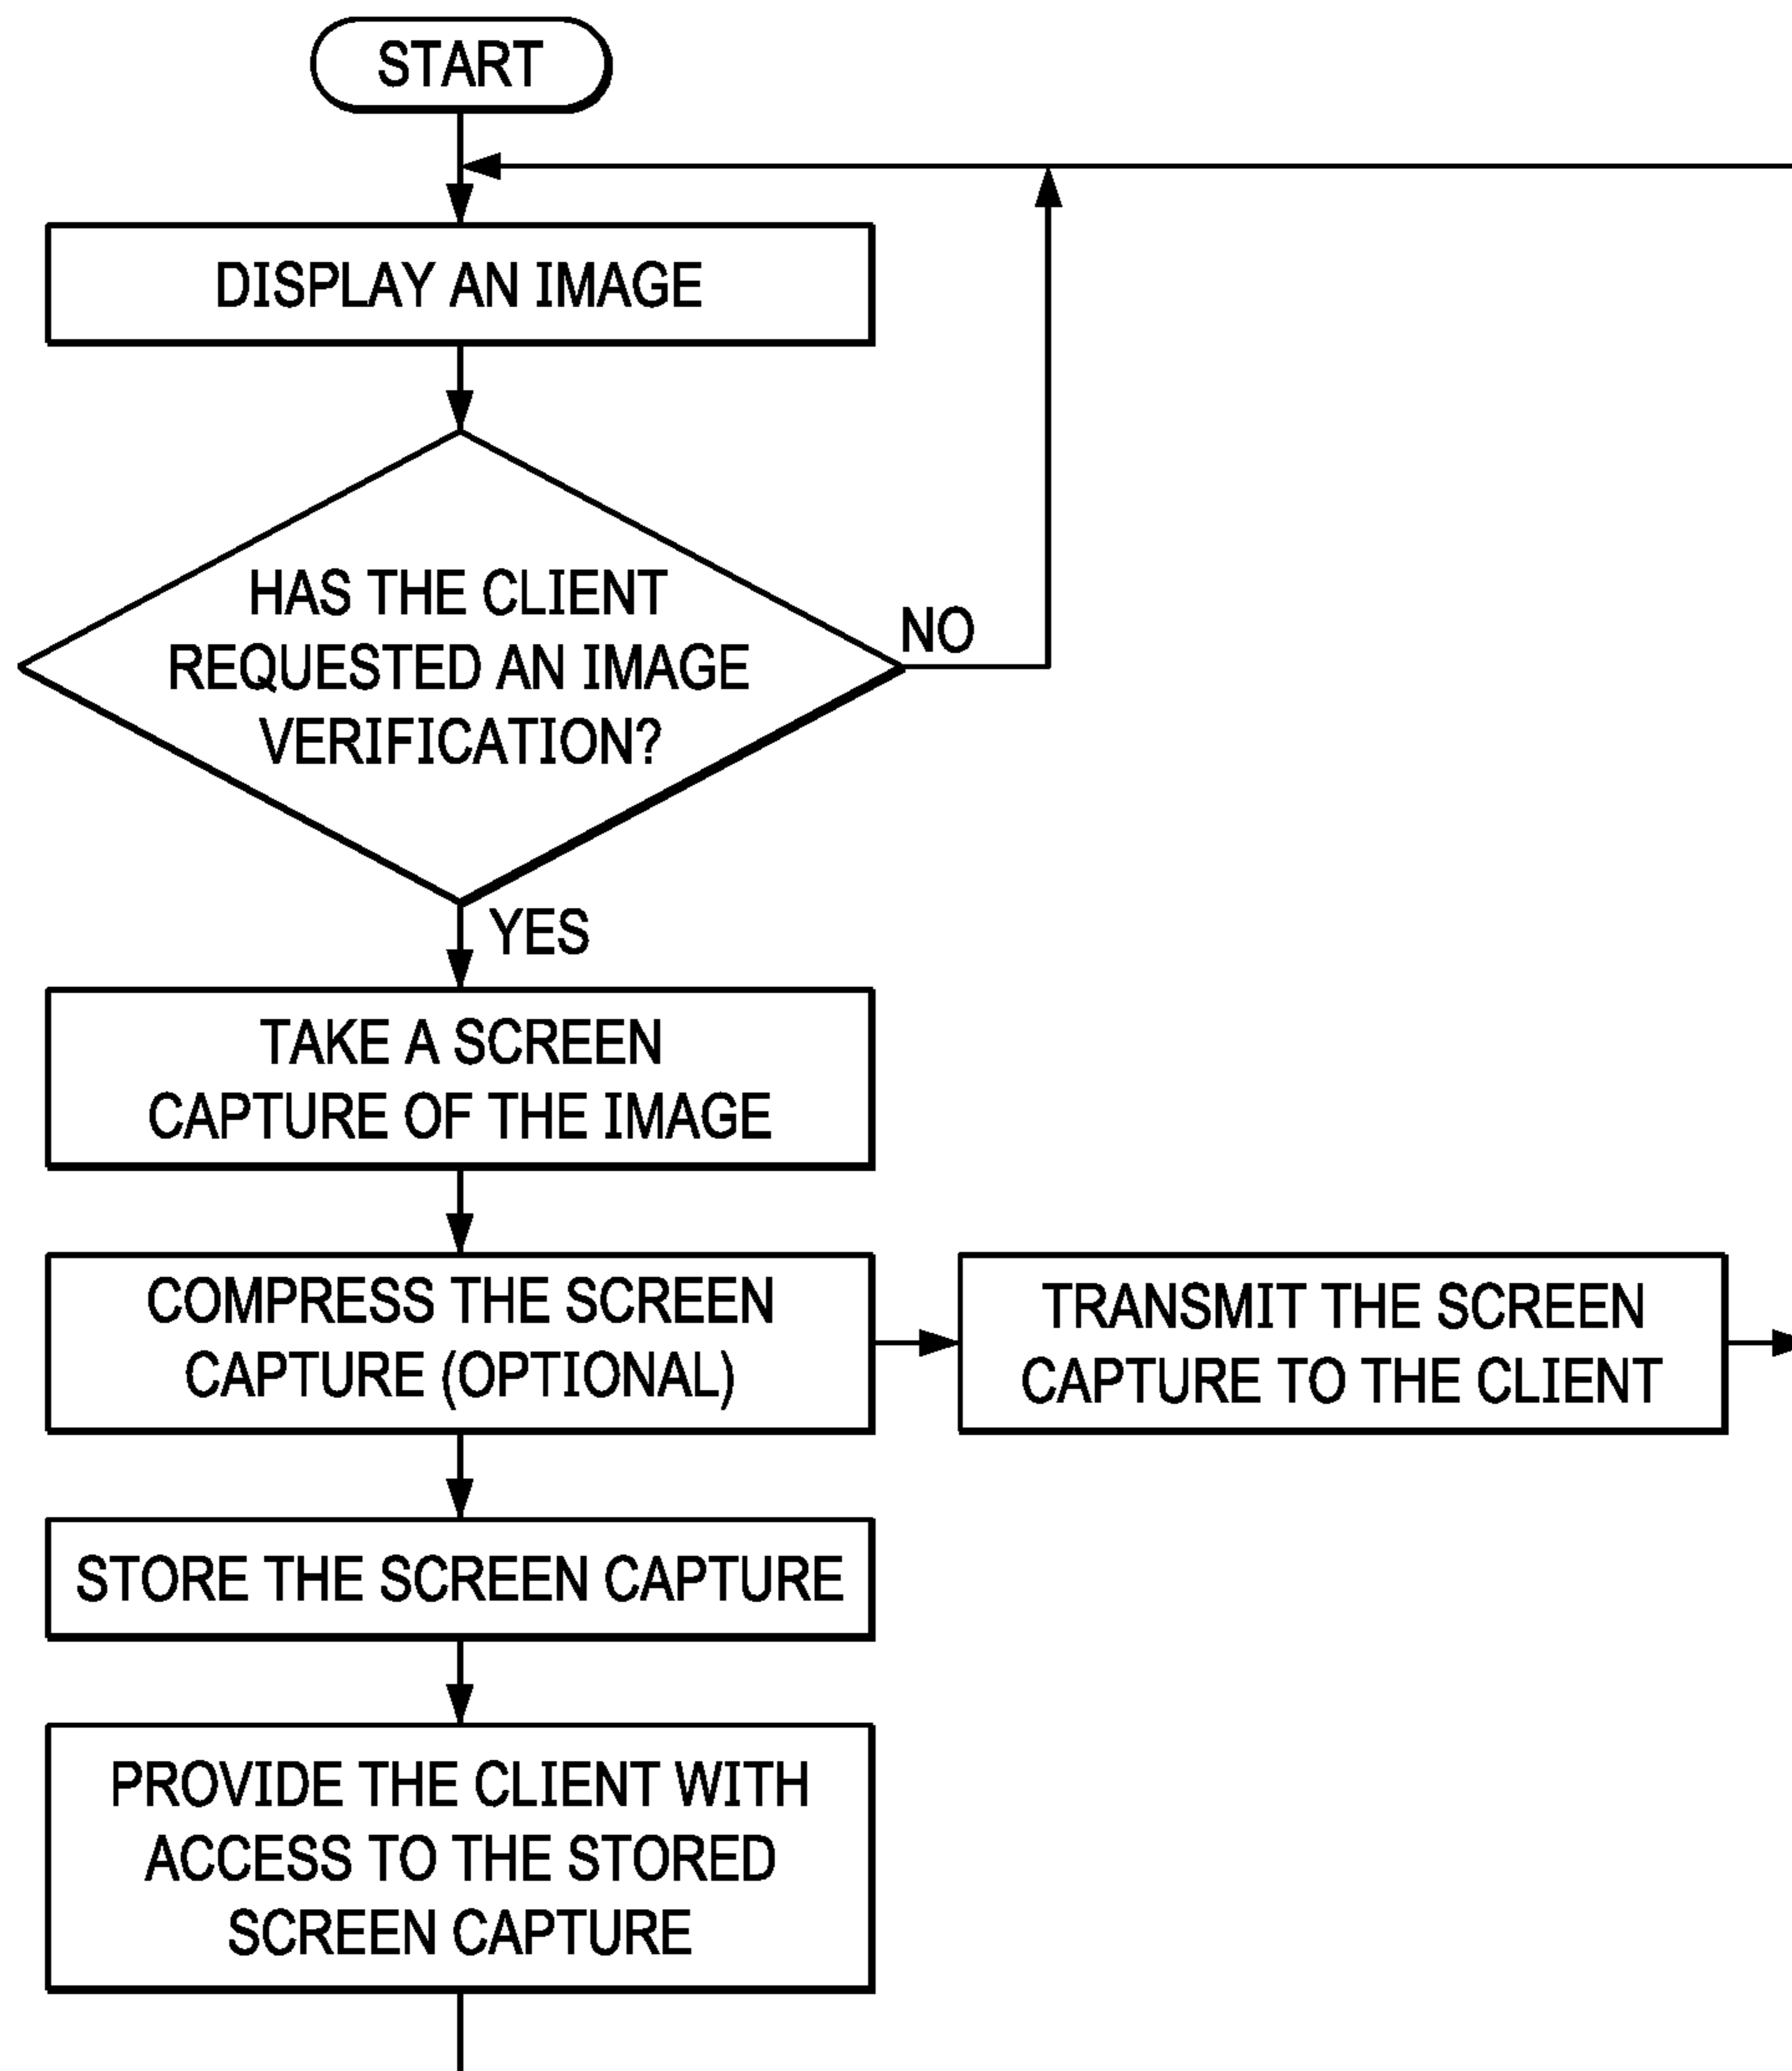 START
DISPLAY AN IMAGE
HAS THE CLIENT
REQUESTED AN IMAGE
VERIFICATION?
NO
YES
TAKE A SCREEN
CAPTURE OF THE IMAGE
COMPRESS THE SCREEN
CAPTURE (OPTIONAL)
TRANSMIT THE SCREEN
CAPTURE TO THE CLIENT
STORE THE SCREEN CAPTURE
PROVIDE THE CLIENT WITH
ACCESS TO THE STORED
SCREEN CAPTURE